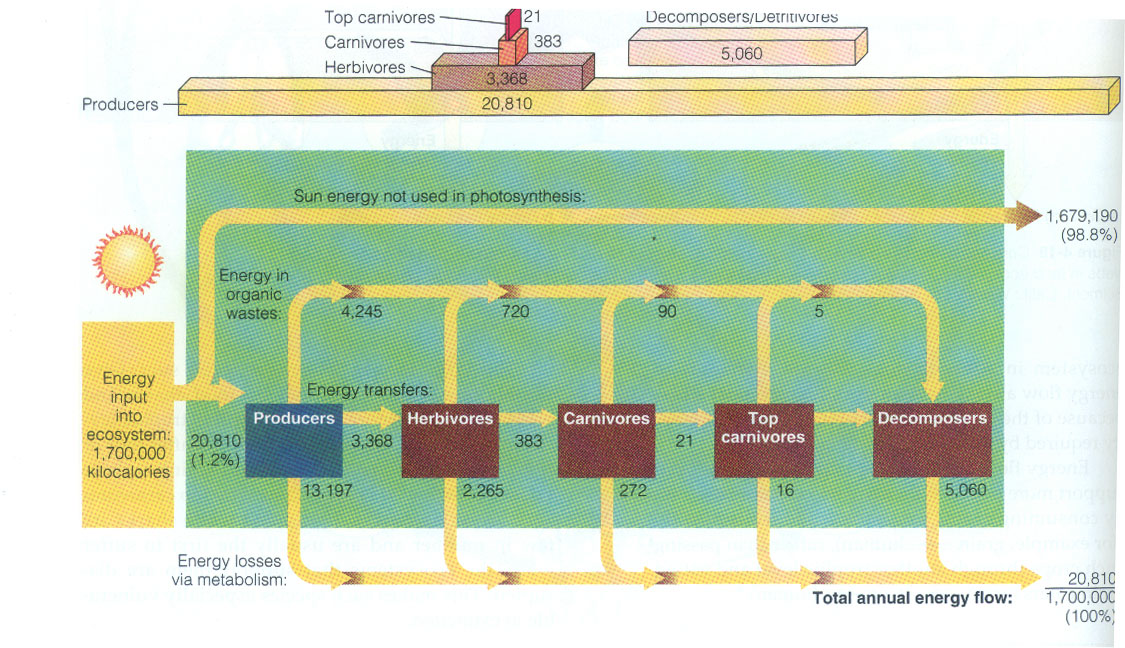 Top carnivores
21
Carnivores
383
Herbivores
3,368
Decomposers/Detritivores
5,060
Producers
20,810
Sun energy not used in photosynthesis:
1,679,190
(98.8%)
Energy in
organic
wastes:
4,245
720
90
5
Energy
input
into
ecosystem:
1,700,000
kilocalories
20,810
(1.2%)
Energy transfers:
Producers
3,368
Herbivores
383
Carnivores
21
Top
carnivores
Decomposers
13,197
2,265
272
16
5,060
Energy losses
via metabolism:
20,810
Total annual energy flow:
1,700,000
(100%)